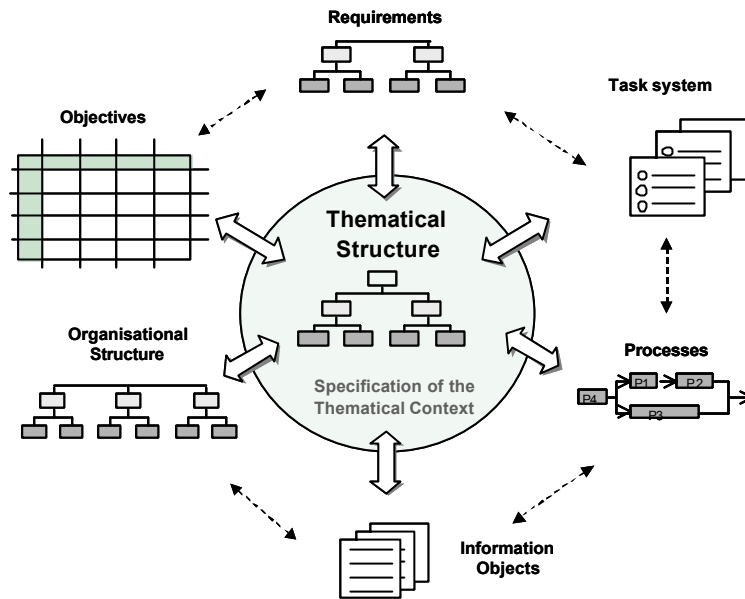 Requirements
Task system
Objectives
Thematical
Structure
Organisational
Structure
Processes
P1
P2
P4
P3
Specification of the
Thematical Context
Information
Objects